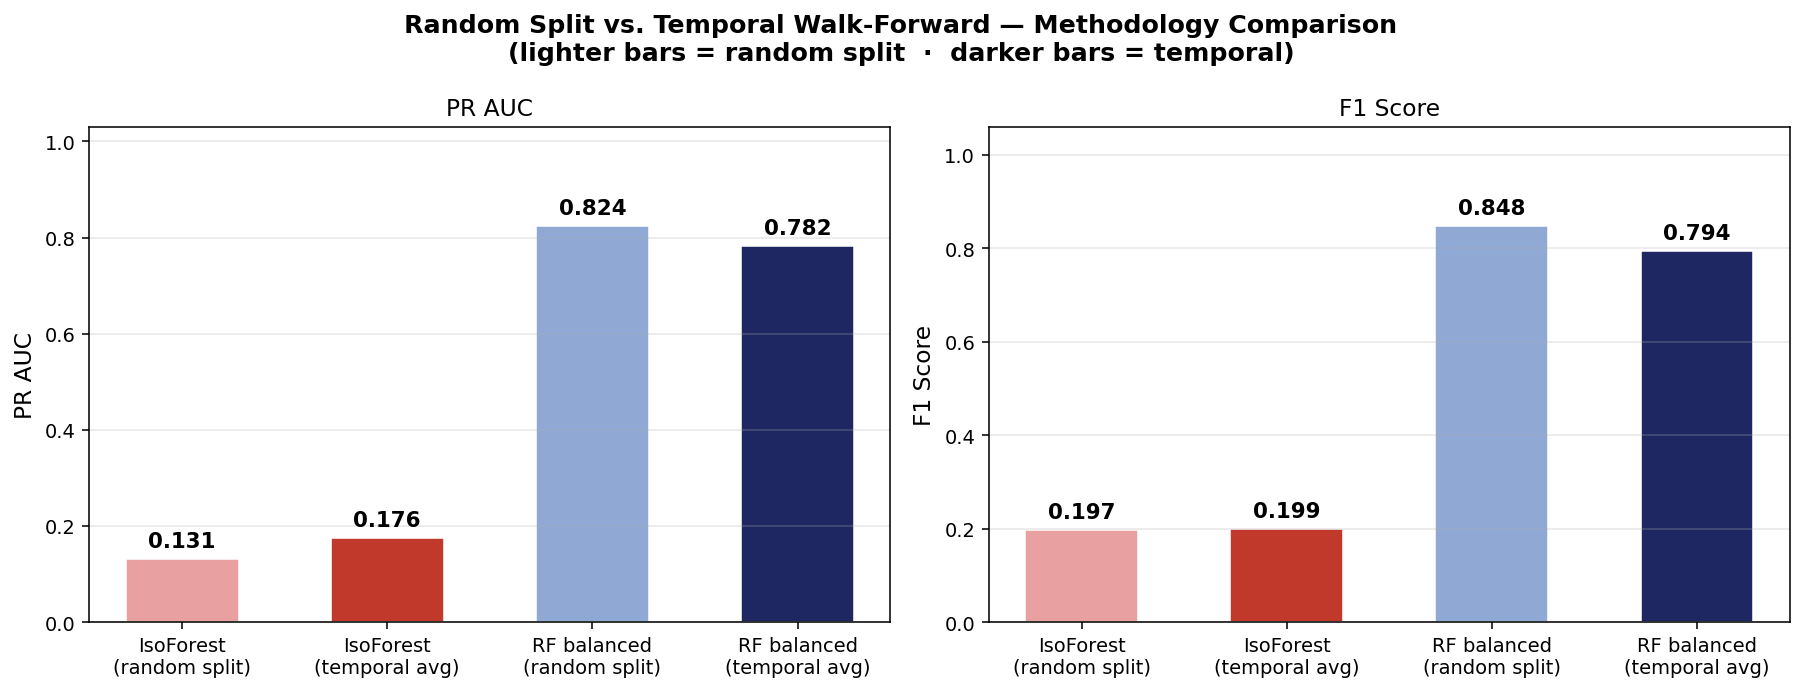 Random Split vs. Temporal Walk-Forward — Methodology Comparison
(lighter bars = random split · darker bars = temporal)
PR AUC
PR AUC
1.0
0.8
0.6
0.4
0.2
0.0
0.131
0.176
0.824
0.782
IsoForest
(random split)
IsoForest
(temporal avg)
RF balanced
(random split)
RF balanced
(temporal avg)
F1 Score
F1 Score
1.0
0.8
0.6
0.4
0.2
0.0
0.197
0.199
0.848
0.794
IsoForest
(random split)
IsoForest
(temporal avg)
RF balanced
(random split)
RF balanced
(temporal avg)